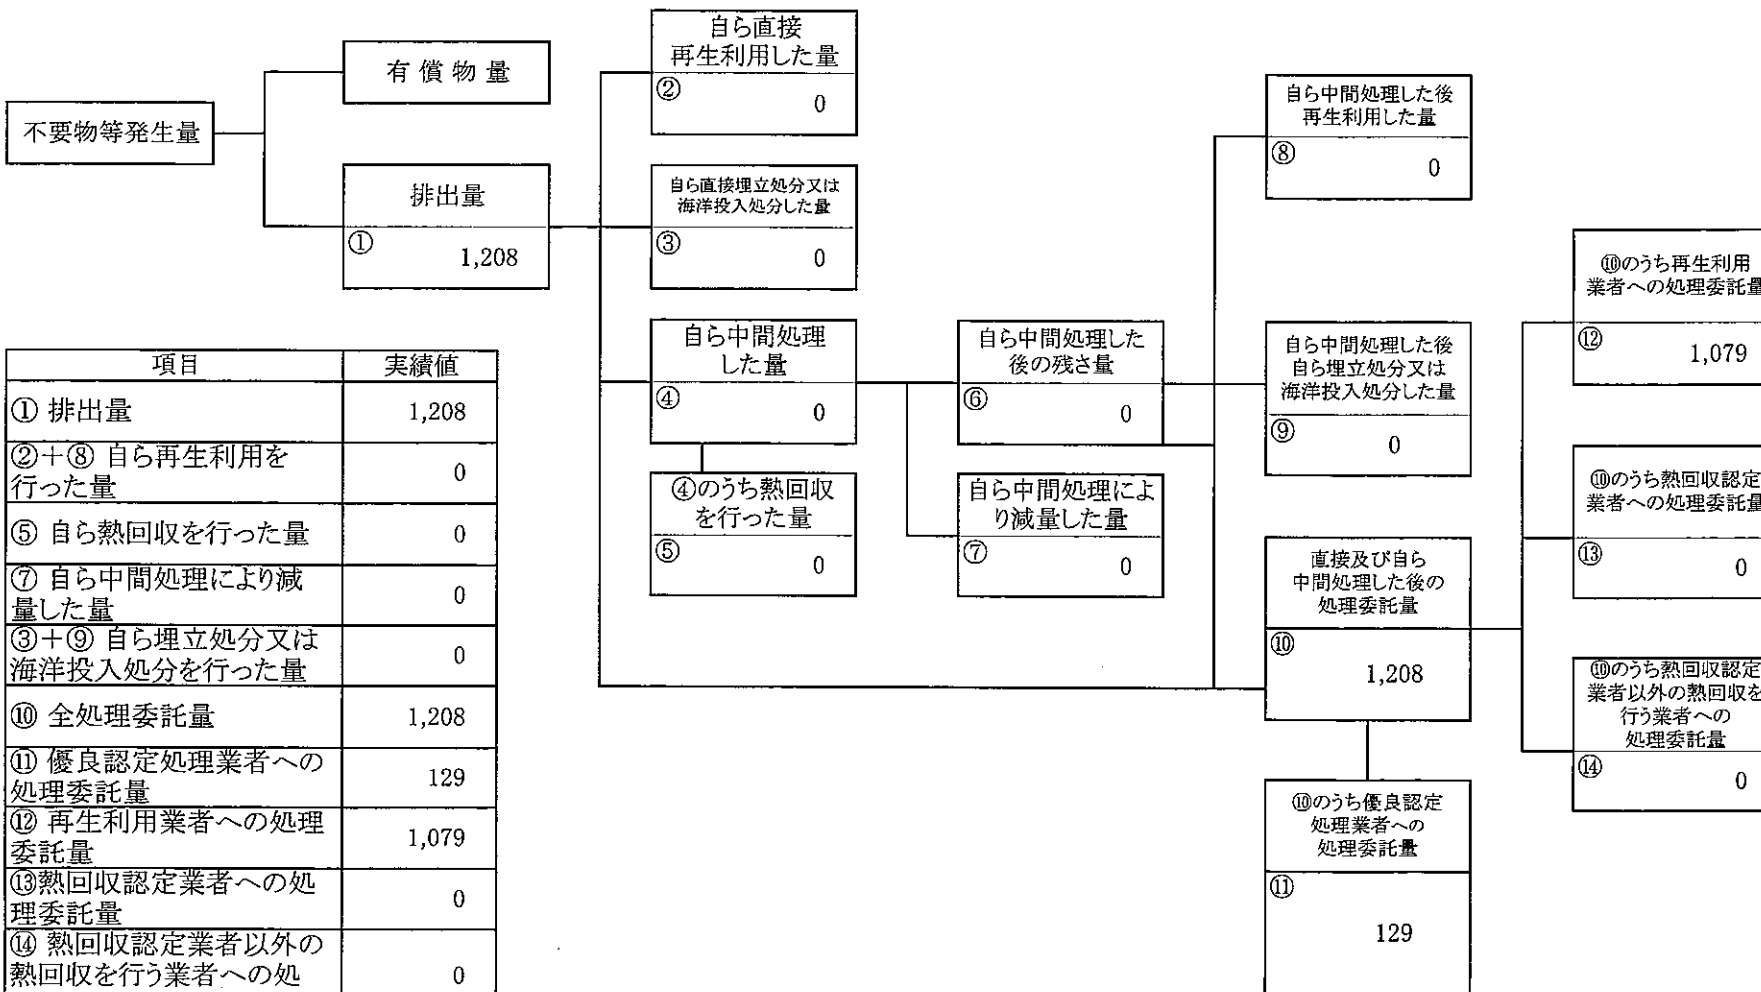 不要物等発生量
有償物量
排出量
①
1,208
自ら直接
再生利用した量
②
0
自ら直接埋立処分又は
海洋投入処分した量
③
0
自ら中間処理
した量
④
0
④のうち熱回収
を行った量
⑤
0
自ら中間処理した
後の残さ量
⑥
0
自ら中間処理によ
り減量した量
⑦
0
自ら中間処理した後
再生利用した量
⑧
0
自ら中間処理した後
自ら埋立処分又は
海洋投入処分した量
⑨
0
直接及び自ら
中間処理した後の
処理委託量
⑩
1,208
⑩のうち優良認定
処理業者への
処理委託量
⑪
129
⑩のうち再生利用
業者への処理委託量
⑫
1,079
⑩のうち熱回収認定
業者への処理委託量
⑬
0
⑩のうち熱回収認定
業者以外の熱回収を
行う業者への
処理委託量
⑭
0
項目 実績値
① 排出量 1,208
②+⑧ 自ら再生利用を
行った量 0
⑤ 自ら熱回収を行った量 0
⑦ 自ら中間処理により減
量した量 0
③+⑨ 自ら埋立処分又は
海洋投入処分を行った量 0
⑩ 全処理委託量 1,208
⑪ 優良認定処理業者への
処理委託量 129
⑫ 再生利用業者への処理
委託量 1,079
⑬熱回収認定業者への処
理委託量 0
⑭ 熱回収認定業者以外の
熱回収を行う業者への処 0